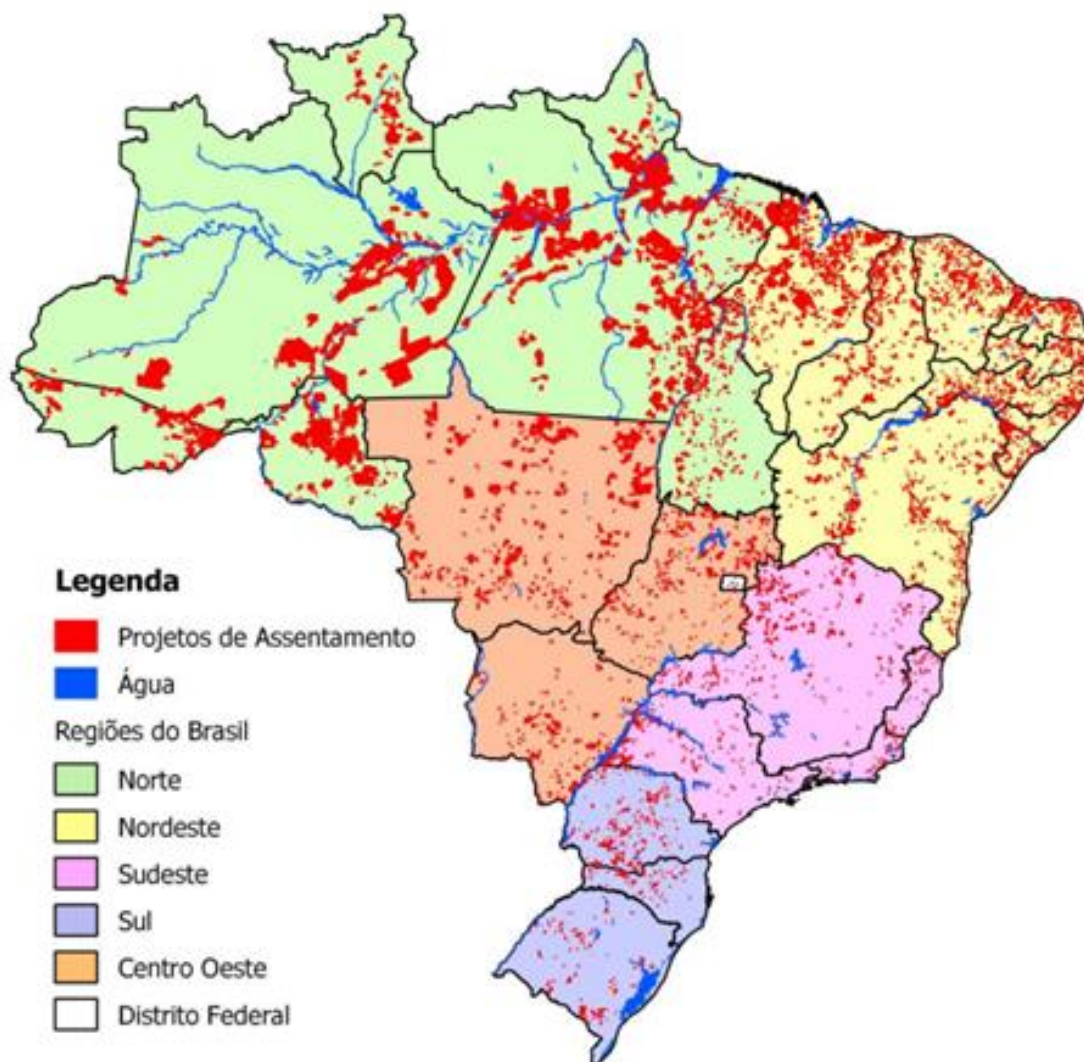 Legenda
Projetos de Assentamento
Água
Regiões do Brasil
Norte
Nordeste
Sudeste
Sul
Centro Oeste
Distrito Federal